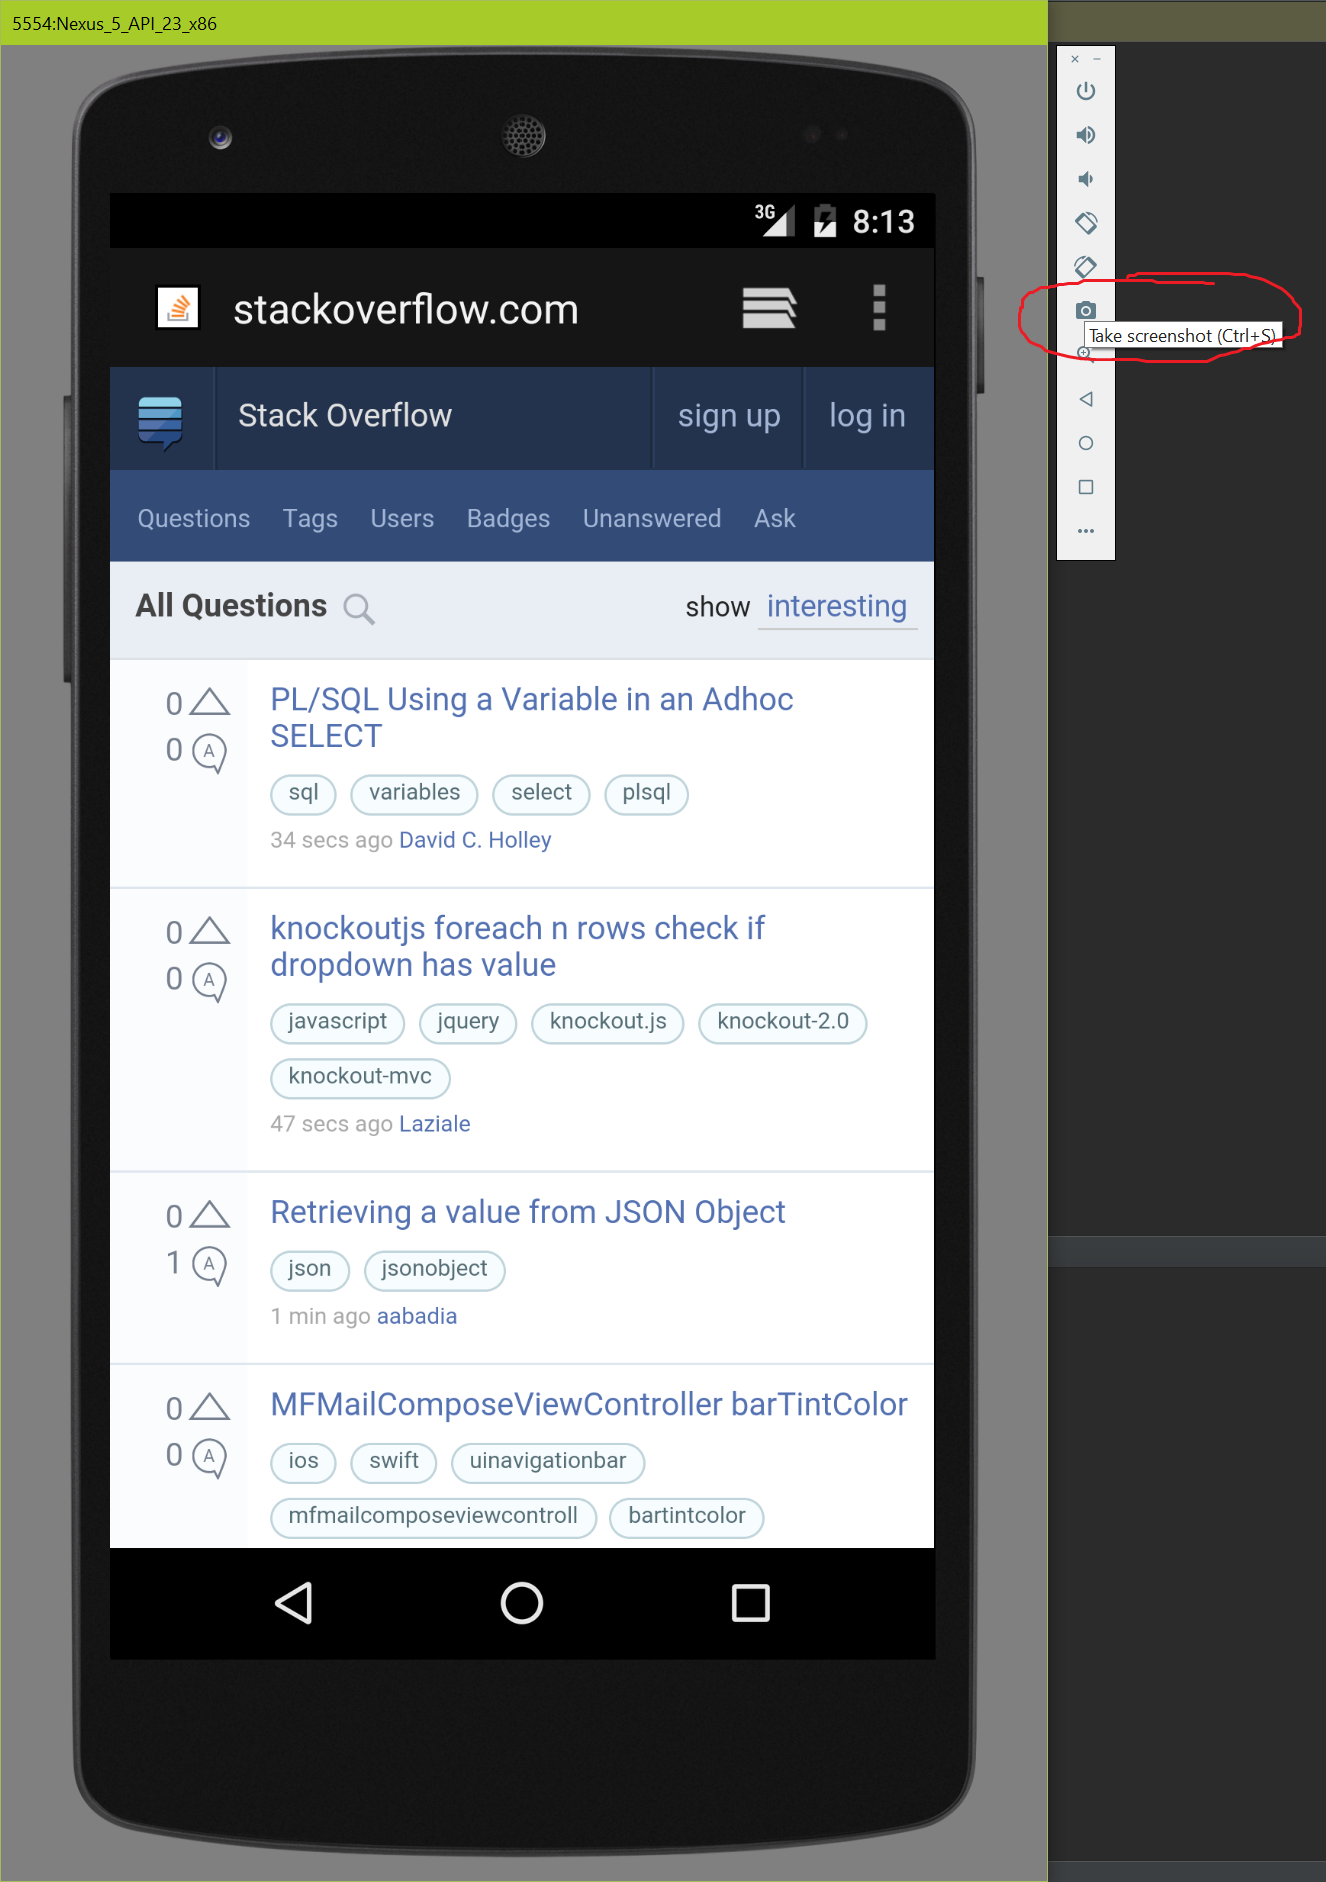 5554:Nexus_5_API_23_x86
3G 8:13
stackoverflow.com
Take screenshot (Ctrl+S)
Stack Overflow sign up log in
Questions Tags Users Badges Unanswered Ask
All Questions show interesting
0 PL/SQL Using a Variable in an Adhoc
SELECT
0 A
sql variables select plsql
34 secs ago David C. Holley
0 knockoutjs foreach n rows check if
dropdown has value
0 A
javascript jquery knockout.js knockout-2.0
knockout-mvc
47 secs ago Laziale
0 Retrieving a value from JSON Object
1 A
json jsonobject
1 min ago aabadia
0 MFMailComposeViewController barTintColor
0 A
ios swift uinavigationbar
mfmailcomposeviewcontroll bartintcolor